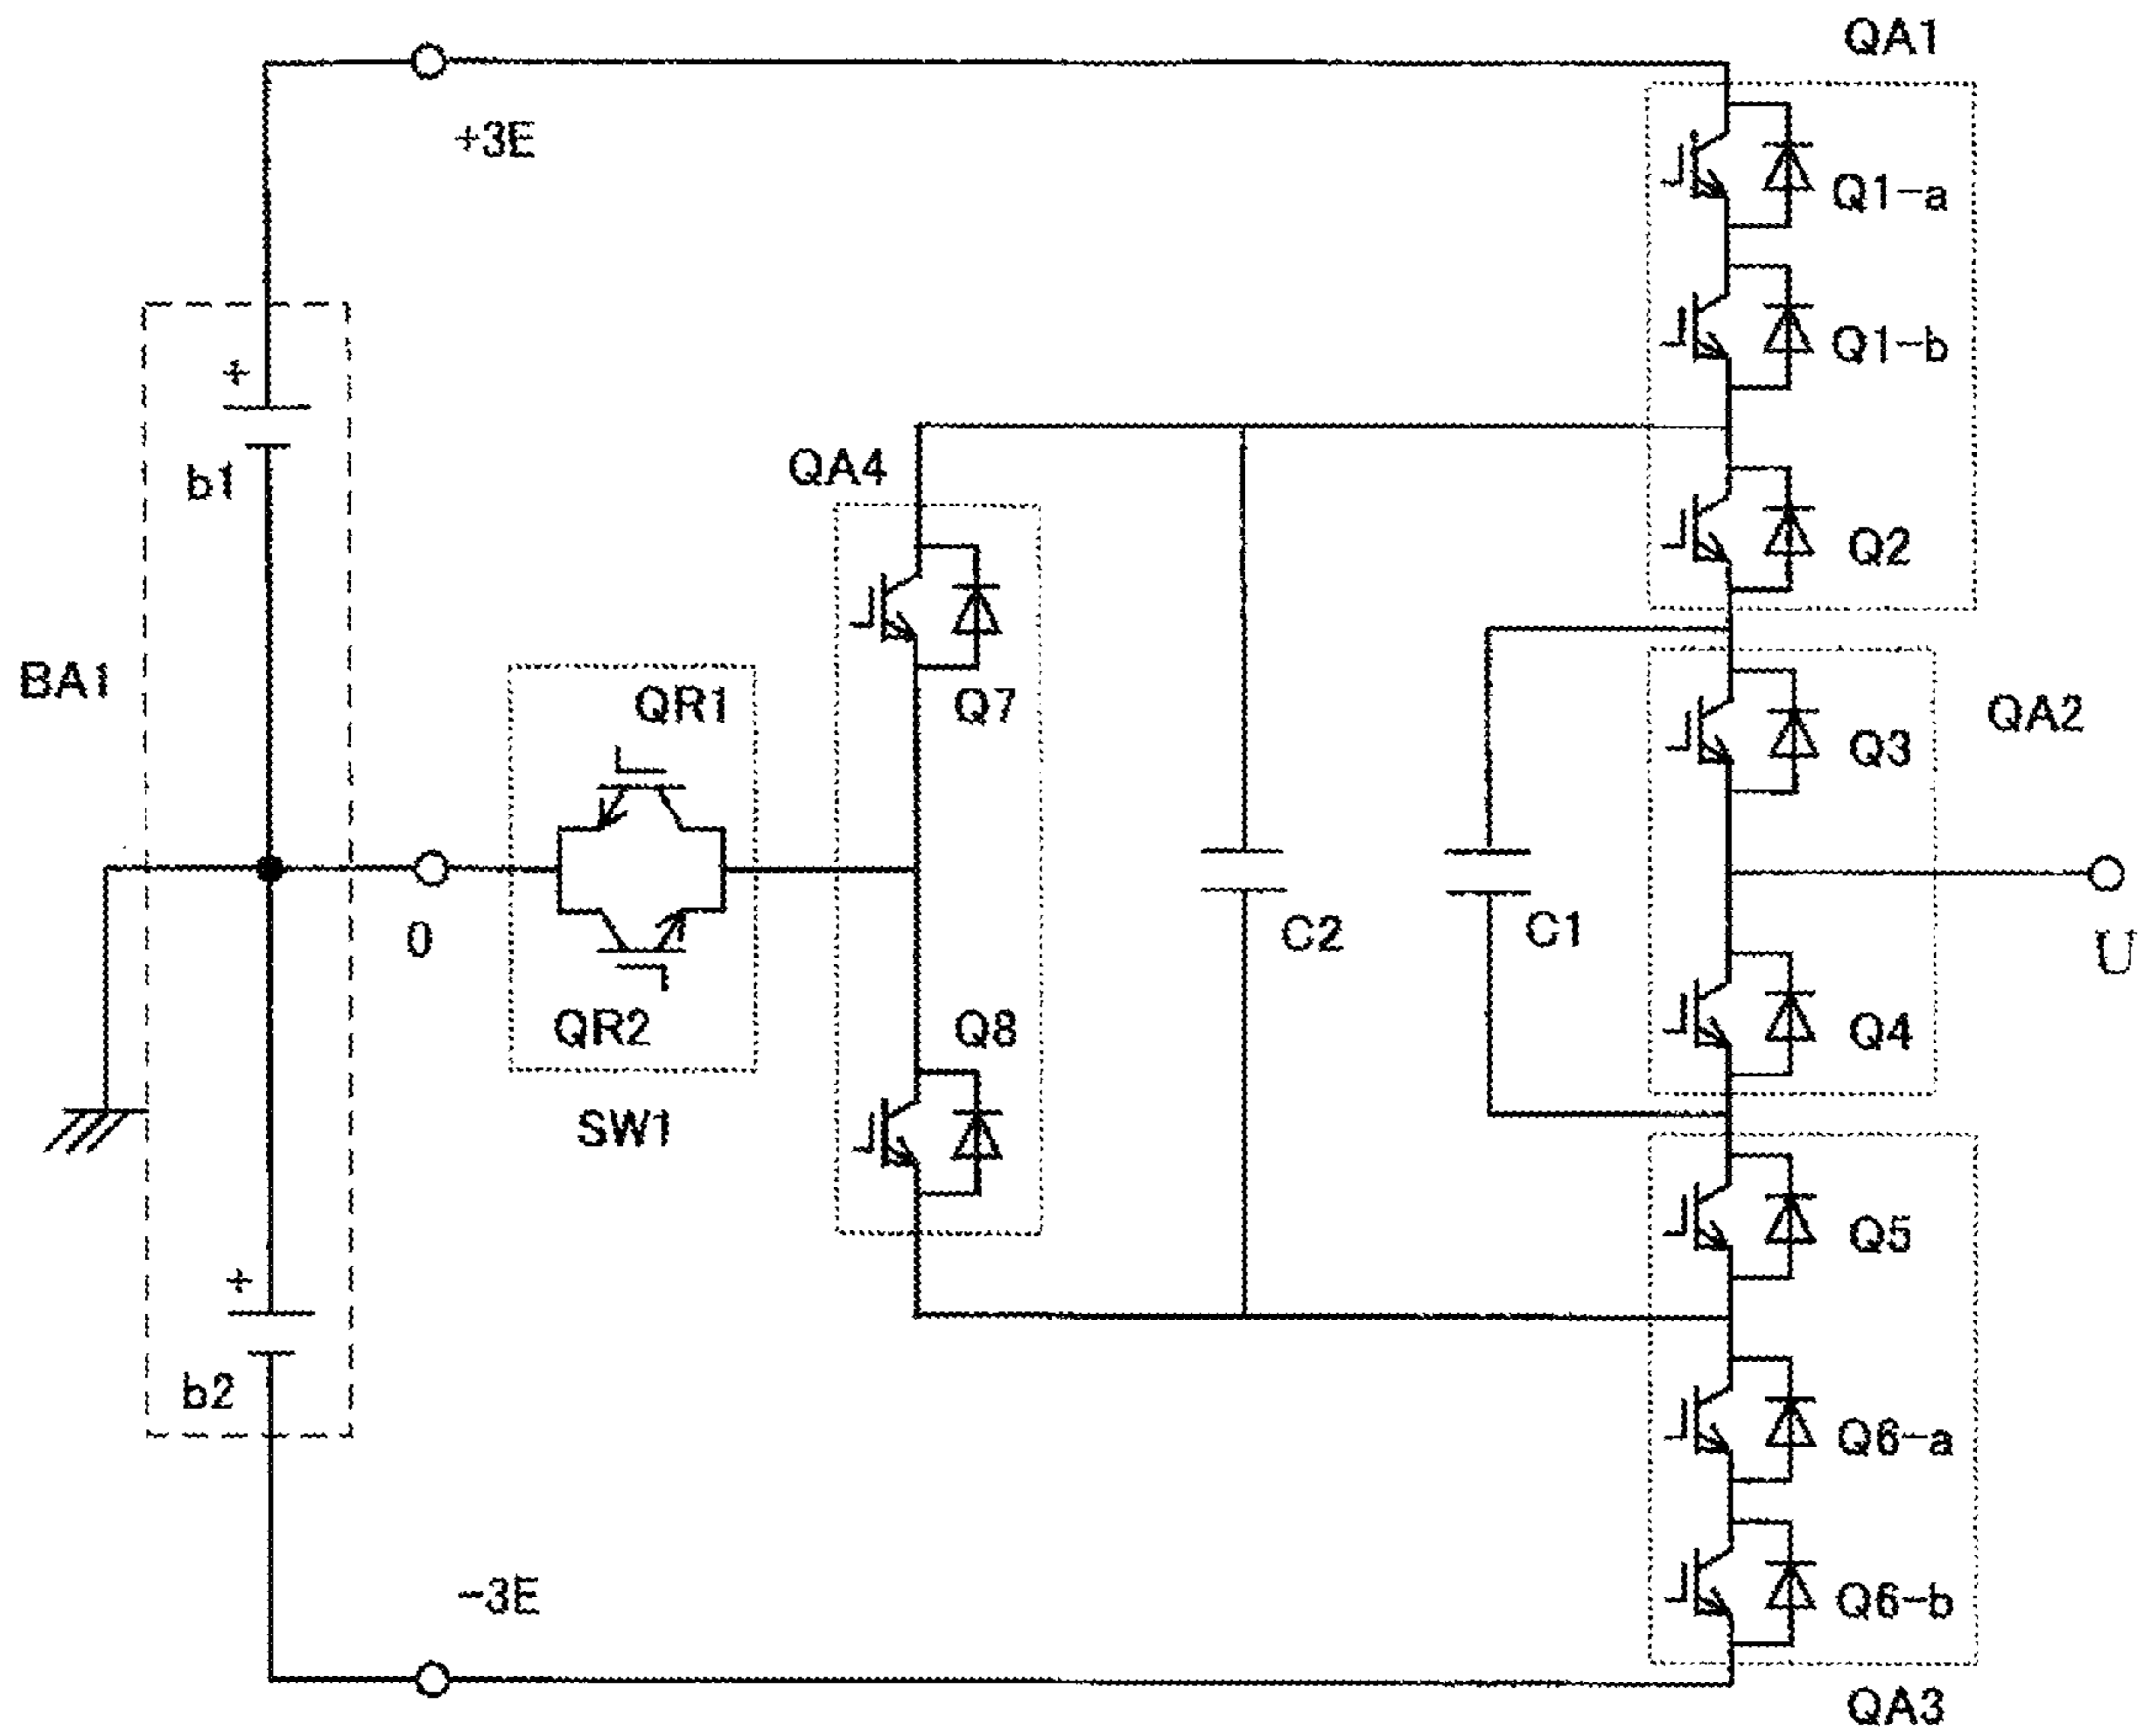 QA1
+3E
Q1-a
+
Q1-b
b1
QA4
Q2
BA1
QR1
Q7
Q3
QA2
0
C2
C1
U
QR2
Q8
Q4
SW1
Q5
+
b2
Q6-a
-3E
Q6-b
QA3